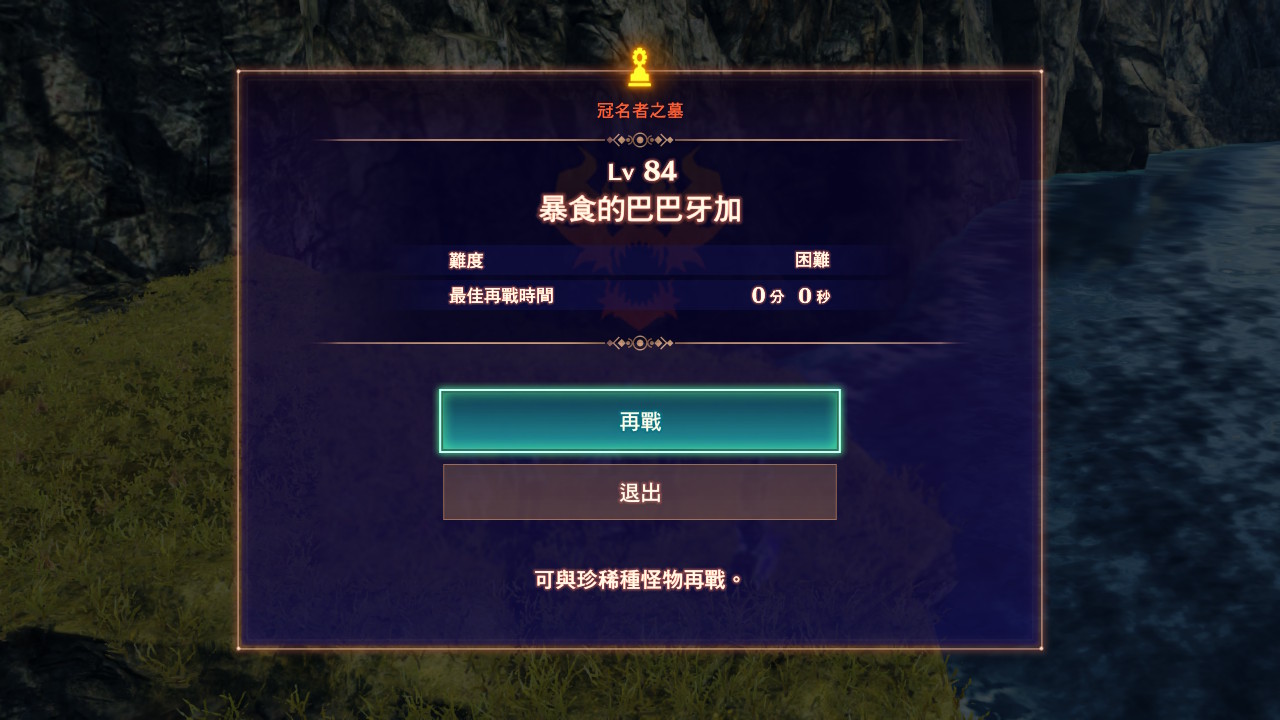 冠名者之墓
Lv 84
暴食的巴巴牙加
難度 困難
最佳再戰時間 0分 0秒
再戰
退出
可與珍稀種怪物再戰。